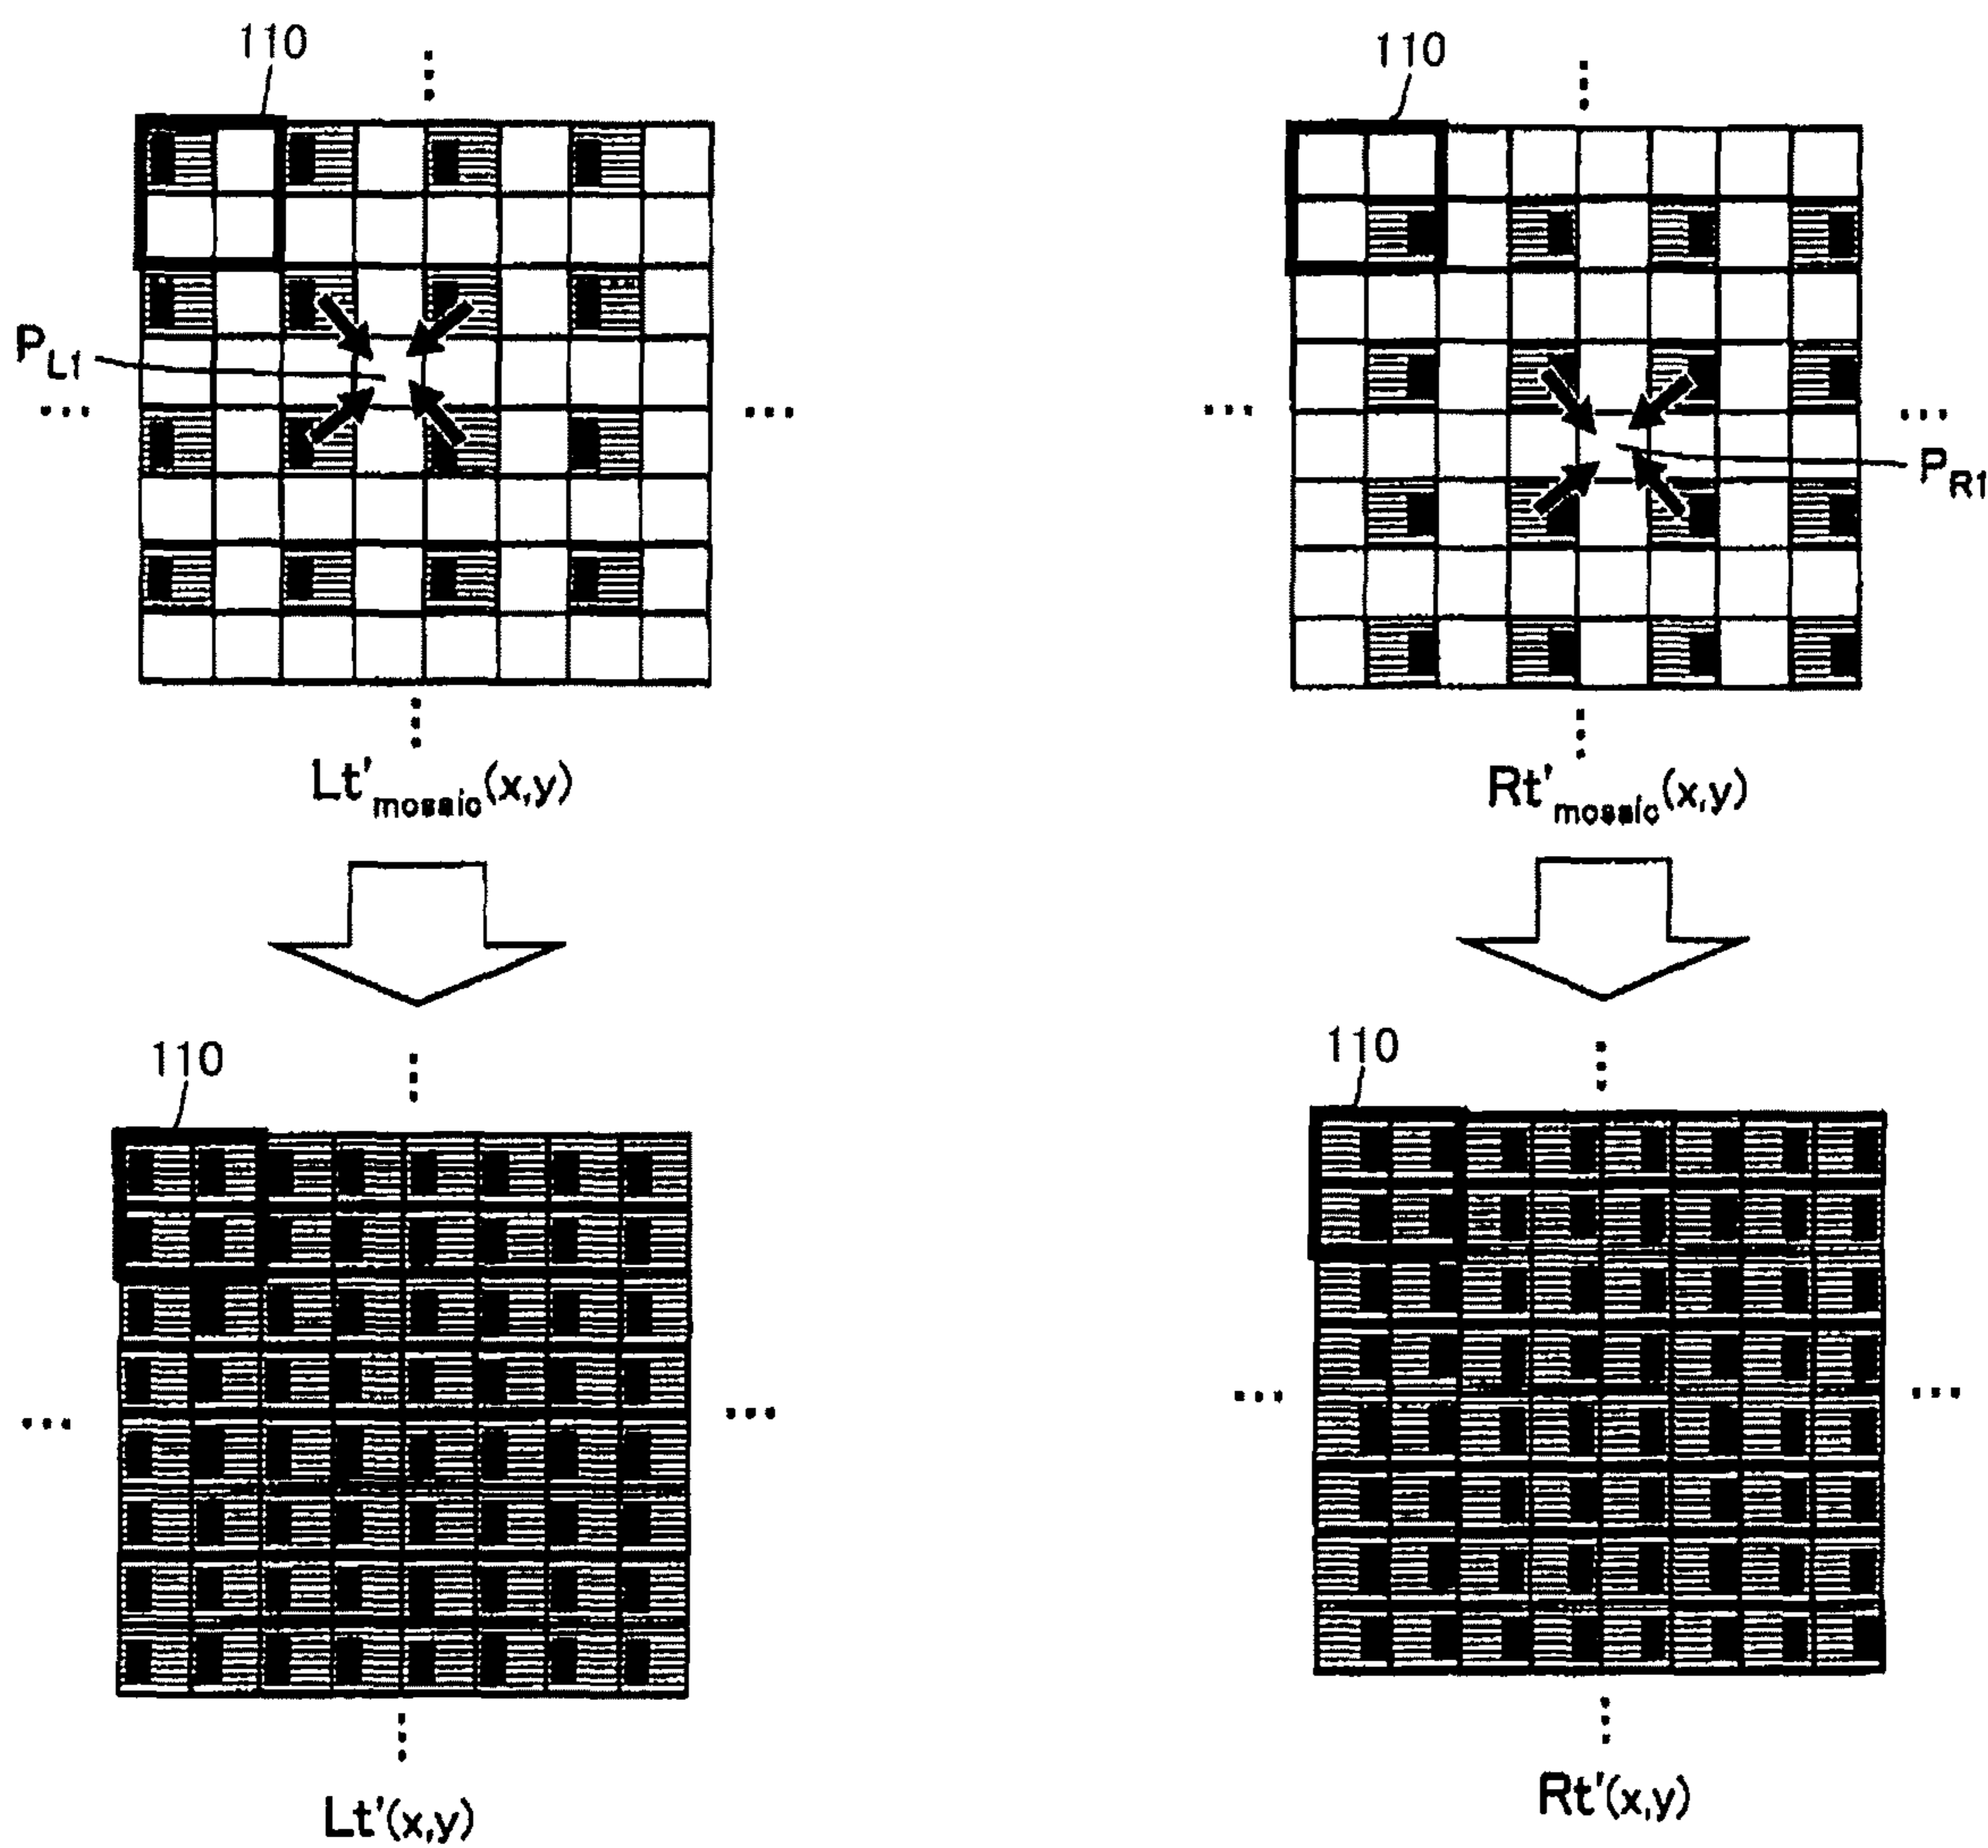 110
110
P_L1
P_R1
Lt'_mosaic(x,y)
Rt'_mosaic(x,y)
110
110
Lt'(x,y)
Rt'(x,y)